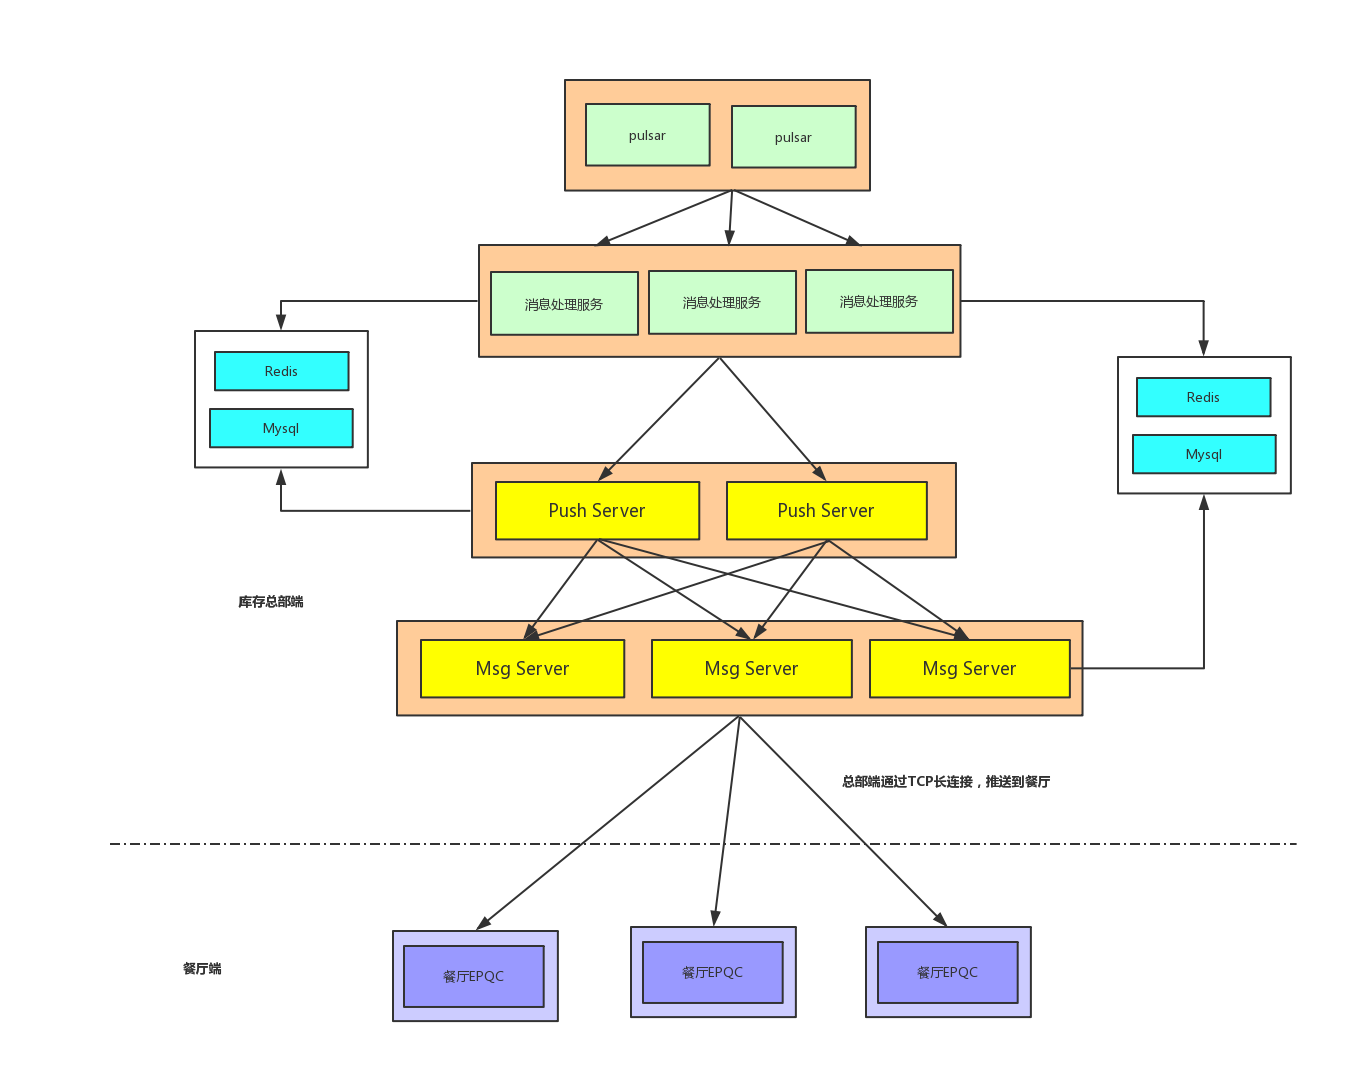 pulsar
pulsar
消息处理服务
消息处理服务
消息处理服务
Redis
Mysql
Redis
Mysql
Push Server
Push Server
库存总部端
Msg Server
Msg Server
Msg Server
总部端通过TCP长连接，推送到餐厅
餐厅端
餐厅EPQC
餐厅EPQC
餐厅EPQC